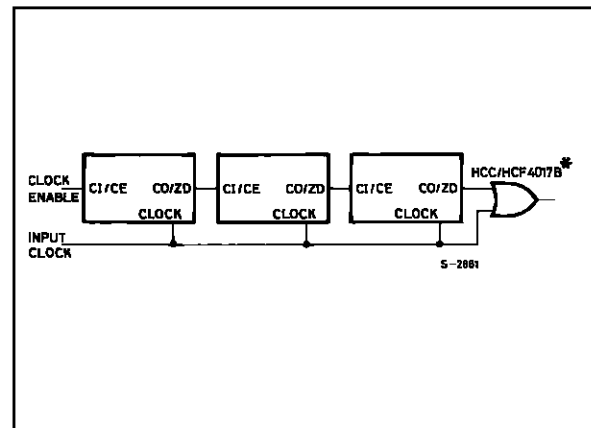 HCC/HCF4017B*
CLOCK
ENABLE
CI/CE CO/ZD
CLOCK
CI/CE CO/ZD
CLOCK
CI/CE CO/ZD
CLOCK
INPUT
CLOCK
S-2861